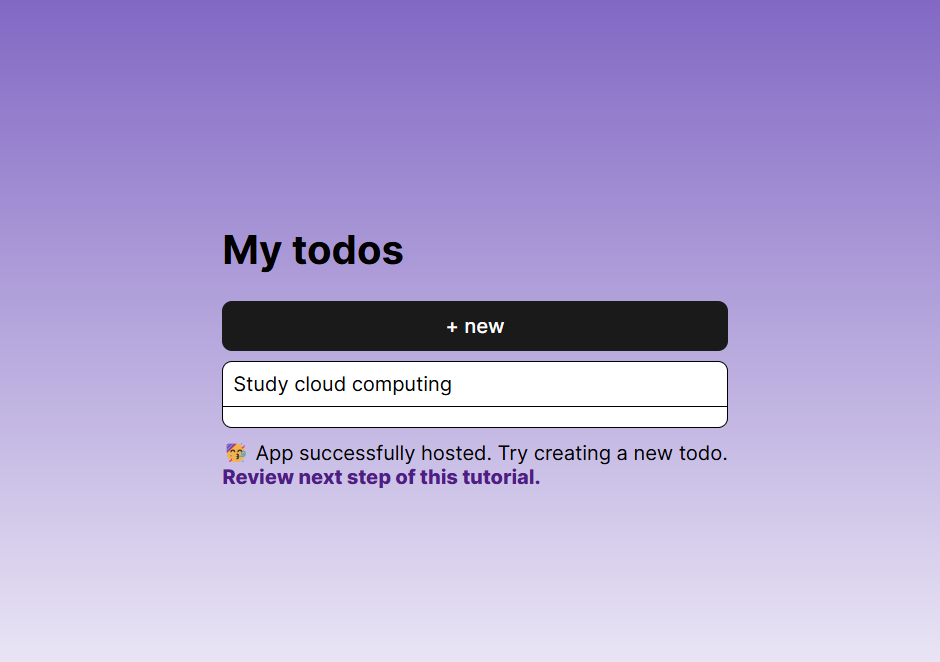 My todos
+ new
Study cloud computing
🥳 App successfully hosted. Try creating a new todo.
Review next step of this tutorial.